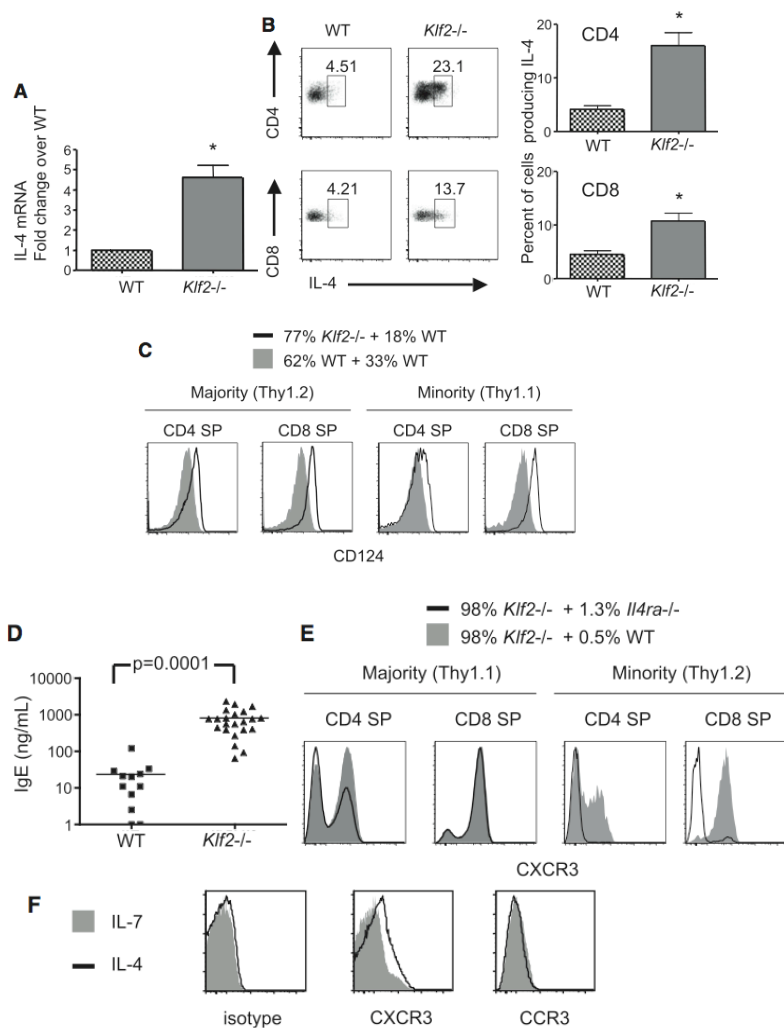 A
IL-4 mRNA
Fold change over WT
6
5
4
3
2
1
0
*
WT
Klf2-/-
B
WT
Klf2-/-
CD4
4.51
23.1
CD8
4.21
13.7
IL-4
Percent of cells producing IL-4
20
10
0
CD4
*
WT
Klf2-/-
20
10
0
CD8
*
WT
Klf2-/-
C
77% Klf2-/- + 18% WT
62% WT + 33% WT
Majority (Thy1.2)
Minority (Thy1.1)
CD4 SP
CD8 SP
CD4 SP
CD8 SP
CD124
D
p=0.0001
IgE (ng/mL)
10000
1000
100
10
1
WT
Klf2-/-
E
98% Klf2-/- + 1.3% Il4ra-/-
98% Klf2-/- + 0.5% WT
Majority (Thy1.1)
Minority (Thy1.2)
CD4 SP
CD8 SP
CD4 SP
CD8 SP
CXCR3
F
IL-7
IL-4
isotype
CXCR3
CCR3